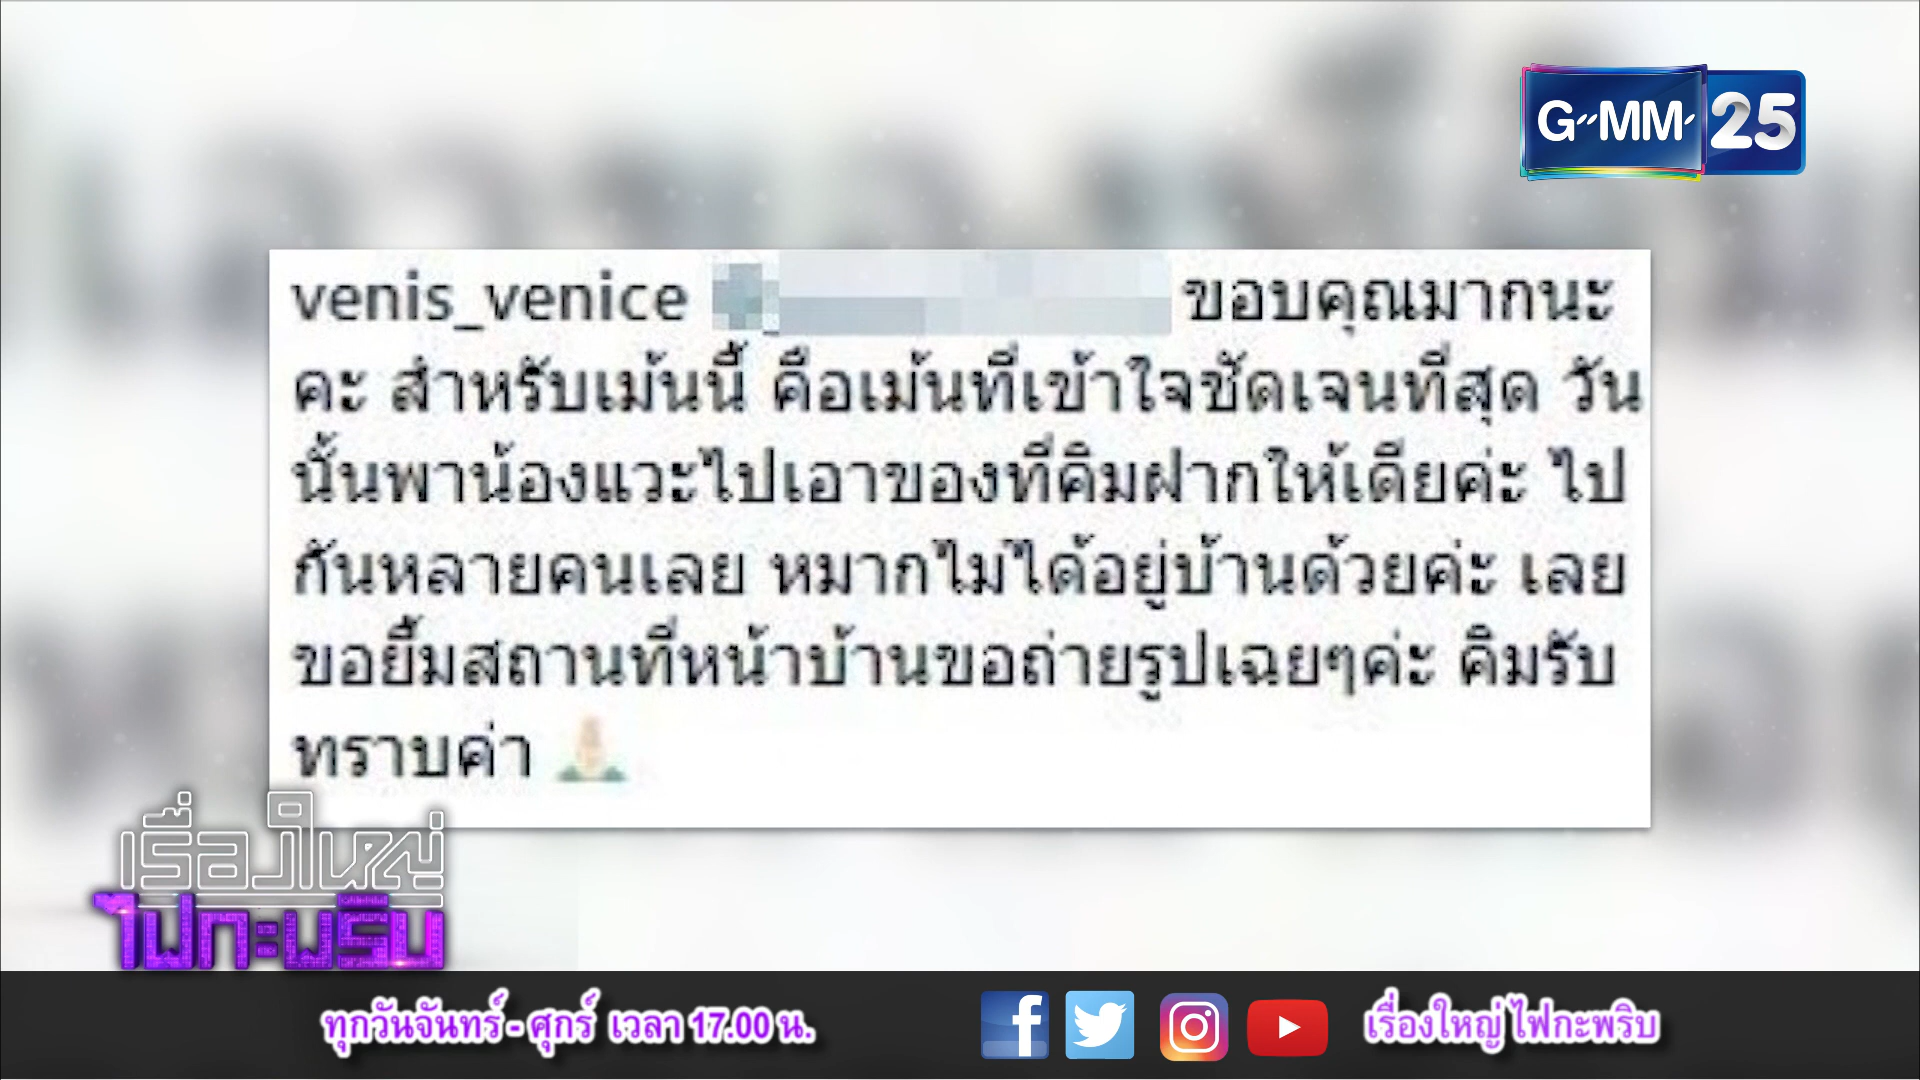 G-MM 25
venis_venice ขอบคุณมากนะ
คะ สำหรับเม้นนี้ คือเม้นที่เข้าใจชัดเจนที่สุด วัน
นั้นพาน้องแวะไปเอาของที่คิมฝากให้เดียค่ะ ไป
กันหลายคนเลย หมากไม่ได้อยู่บ้านด้วยค่ะ เลย
ขอยืมสถานที่หน้าบ้านขอถ่ายรูปเฉยๆค่ะ คิมรับ
ทราบค่า
เรื่องใหญ่
ไฟกะพริบ
ทุกวันจันทร์ - ศุกร์ เวลา 17.00 น. เรื่องใหญ่ ไฟกะพริบ